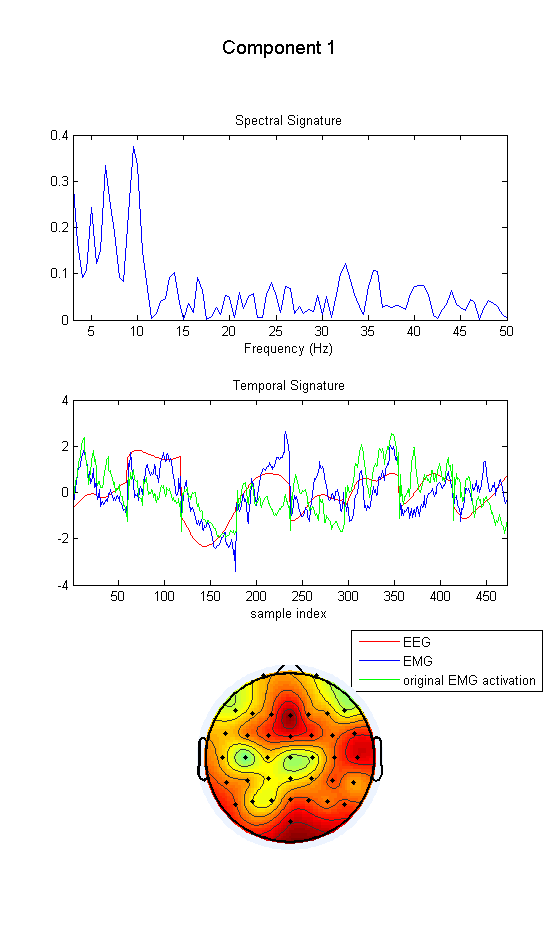 Component 1
Spectral Signature
0.4
0.3
0.2
0.1
0
5 10 15 20 25 30 35 40 45 50
Frequency (Hz)
Temporal Signature
4
2
0
-2
-4
50 100 150 200 250 300 350 400 450
sample index
EEG
EMG
original EMG activation